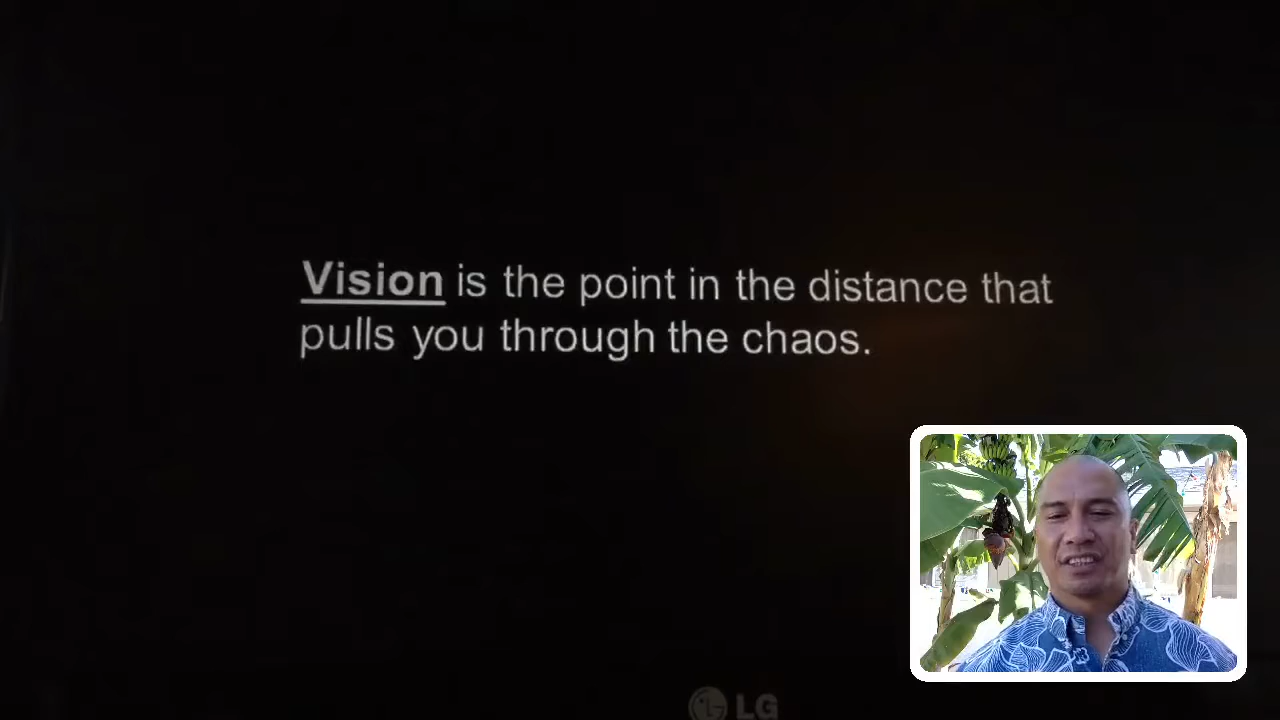 Vision is the point in the distance that
pulls you through the chaos.
LG